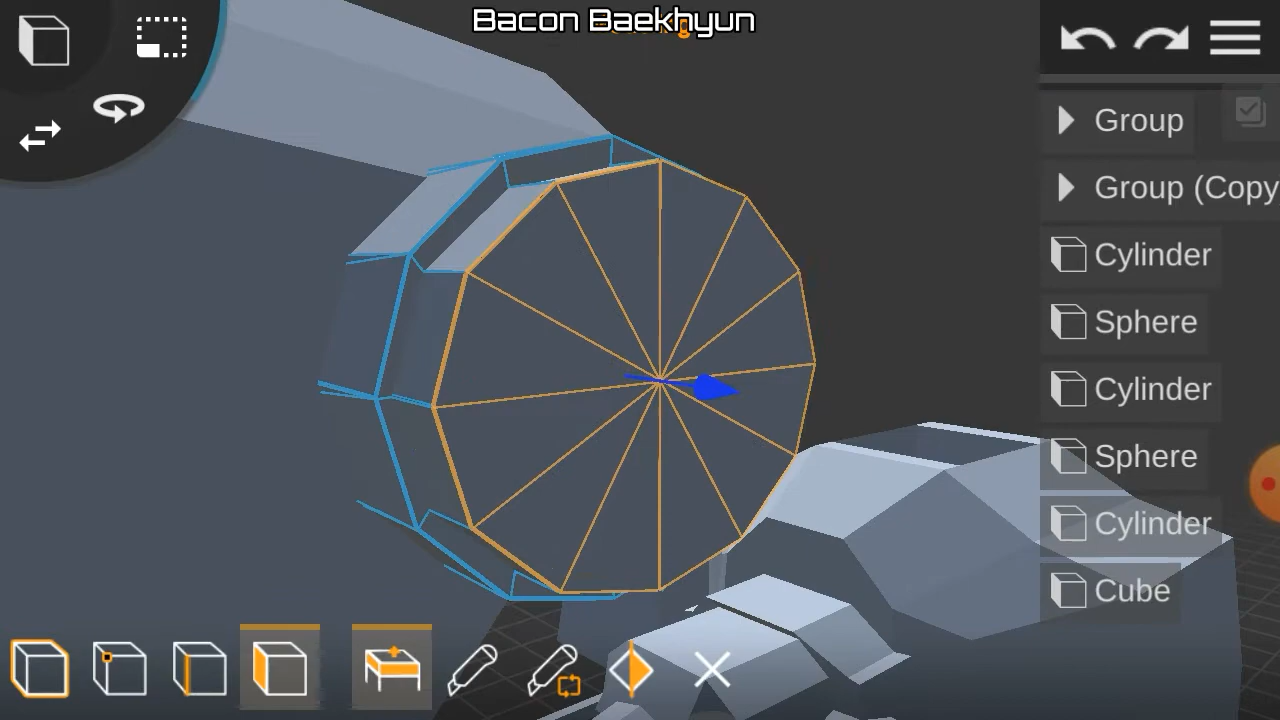 Bacon Baekhyun
Group
Group (Copy
Cylinder
Sphere
Cylinder
Sphere
Cylinder
Cube